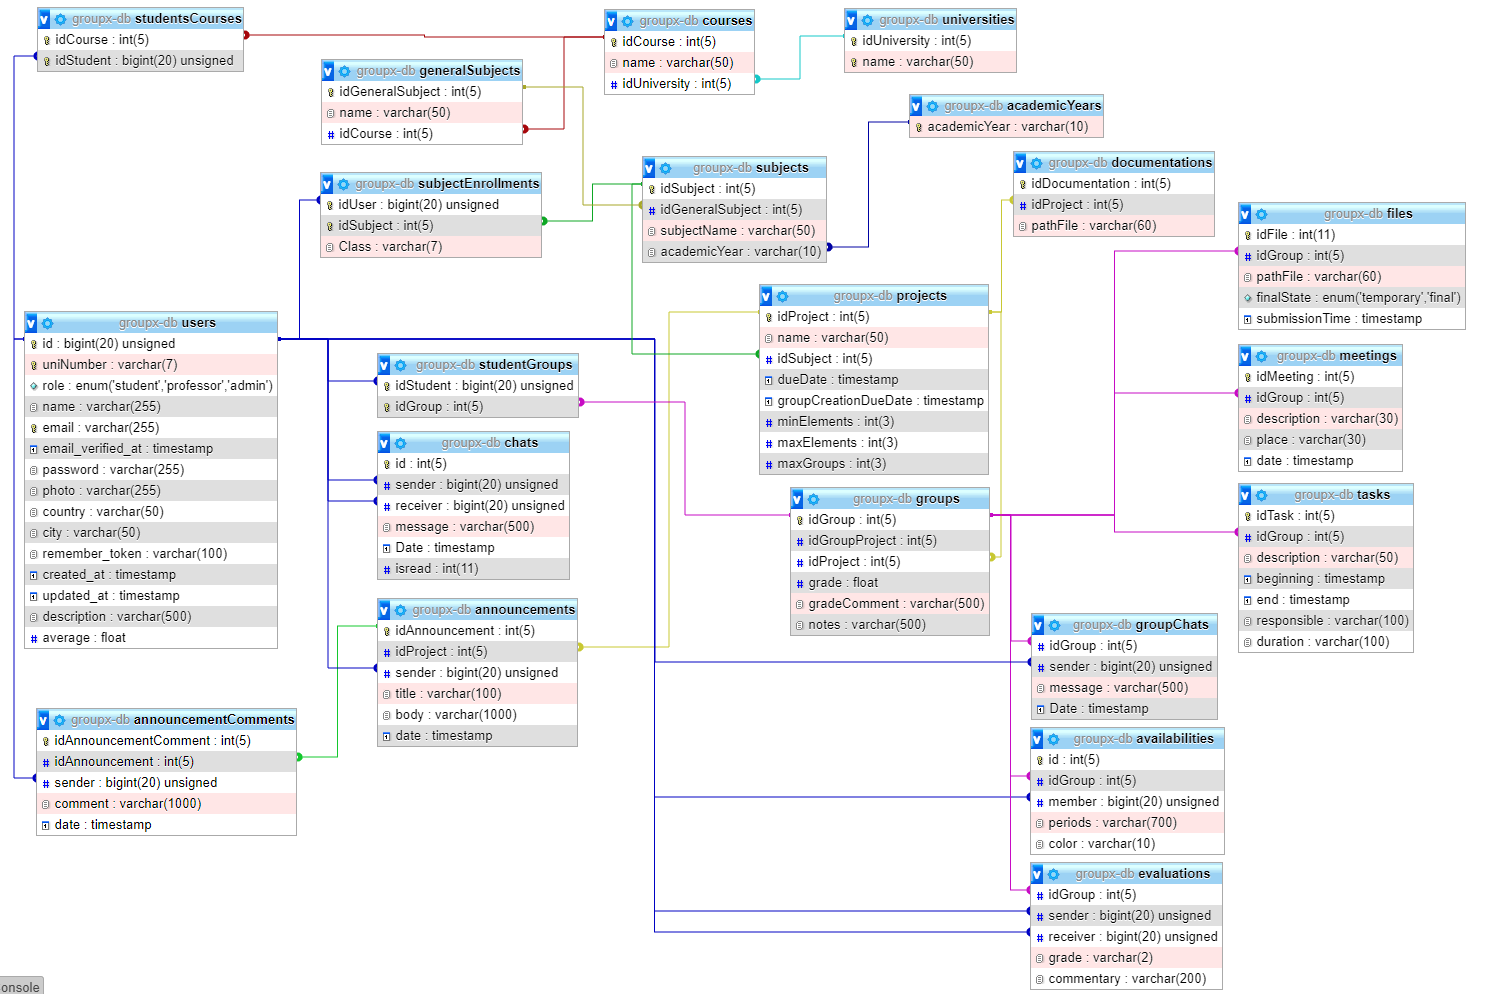 groupx-db studentsCourses
idCourse : int(5)
idStudent : bigint(20) unsigned
groupx-db courses
idCourse : int(5)
name : varchar(50)
idUniversity : int(5)
groupx-db universities
idUniversity : int(5)
name : varchar(50)
groupx-db generalSubjects
idGeneralSubject : int(5)
name : varchar(50)
idCourse : int(5)
groupx-db academicYears
academicYear : varchar(10)
groupx-db subjects
idSubject : int(5)
idGeneralSubject : int(5)
subjectName : varchar(50)
academicYear : varchar(10)
groupx-db documentations
idDocumentation : int(5)
idProject : int(5)
pathFile : varchar(60)
groupx-db subjectEnrollments
idUser : bigint(20) unsigned
idSubject : int(5)
Class : varchar(7)
groupx-db files
idFile : int(11)
idGroup : int(5)
pathFile : varchar(60)
finalState : enum('temporary','final')
submissionTime : timestamp
groupx-db projects
idProject : int(5)
name : varchar(50)
idSubject : int(5)
dueDate : timestamp
groupCreationDueDate : timestamp
minElements : int(3)
maxElements : int(3)
maxGroups : int(3)
groupx-db users
id : bigint(20) unsigned
uniNumber : varchar(7)
role : enum('student','professor','admin')
name : varchar(255)
email : varchar(255)
email_verified_at : timestamp
password : varchar(255)
photo : varchar(255)
country : varchar(50)
city : varchar(50)
remember_token : varchar(100)
created_at : timestamp
updated_at : timestamp
description : varchar(500)
average : float
groupx-db studentGroups
idStudent : bigint(20) unsigned
idGroup : int(5)
groupx-db meetings
idMeeting : int(5)
idGroup : int(5)
description : varchar(30)
place : varchar(30)
date : timestamp
groupx-db chats
id : int(5)
sender : bigint(20) unsigned
receiver : bigint(20) unsigned
message : varchar(500)
Date : timestamp
isread : int(11)
groupx-db groups
idGroup : int(5)
idGroupProject : int(5)
idProject : int(5)
grade : float
gradeComment : varchar(500)
notes : varchar(500)
groupx-db tasks
idTask : int(5)
idGroup : int(5)
description : varchar(50)
beginning : timestamp
end : timestamp
responsible : varchar(100)
duration : varchar(100)
groupx-db announcements
idAnnouncement : int(5)
idProject : int(5)
sender : bigint(20) unsigned
title : varchar(100)
body : varchar(1000)
date : timestamp
groupx-db groupChats
idGroup : int(5)
sender : bigint(20) unsigned
message : varchar(500)
Date : timestamp
groupx-db announcementComments
idAnnouncementComment : int(5)
idAnnouncement : int(5)
sender : bigint(20) unsigned
comment : varchar(1000)
date : timestamp
groupx-db availabilities
id : int(5)
idGroup : int(5)
member : bigint(20) unsigned
periods : varchar(700)
color : varchar(10)
groupx-db evaluations
idGroup : int(5)
sender : bigint(20) unsigned
receiver : bigint(20) unsigned
grade : varchar(2)
commentary : varchar(200)
onsole